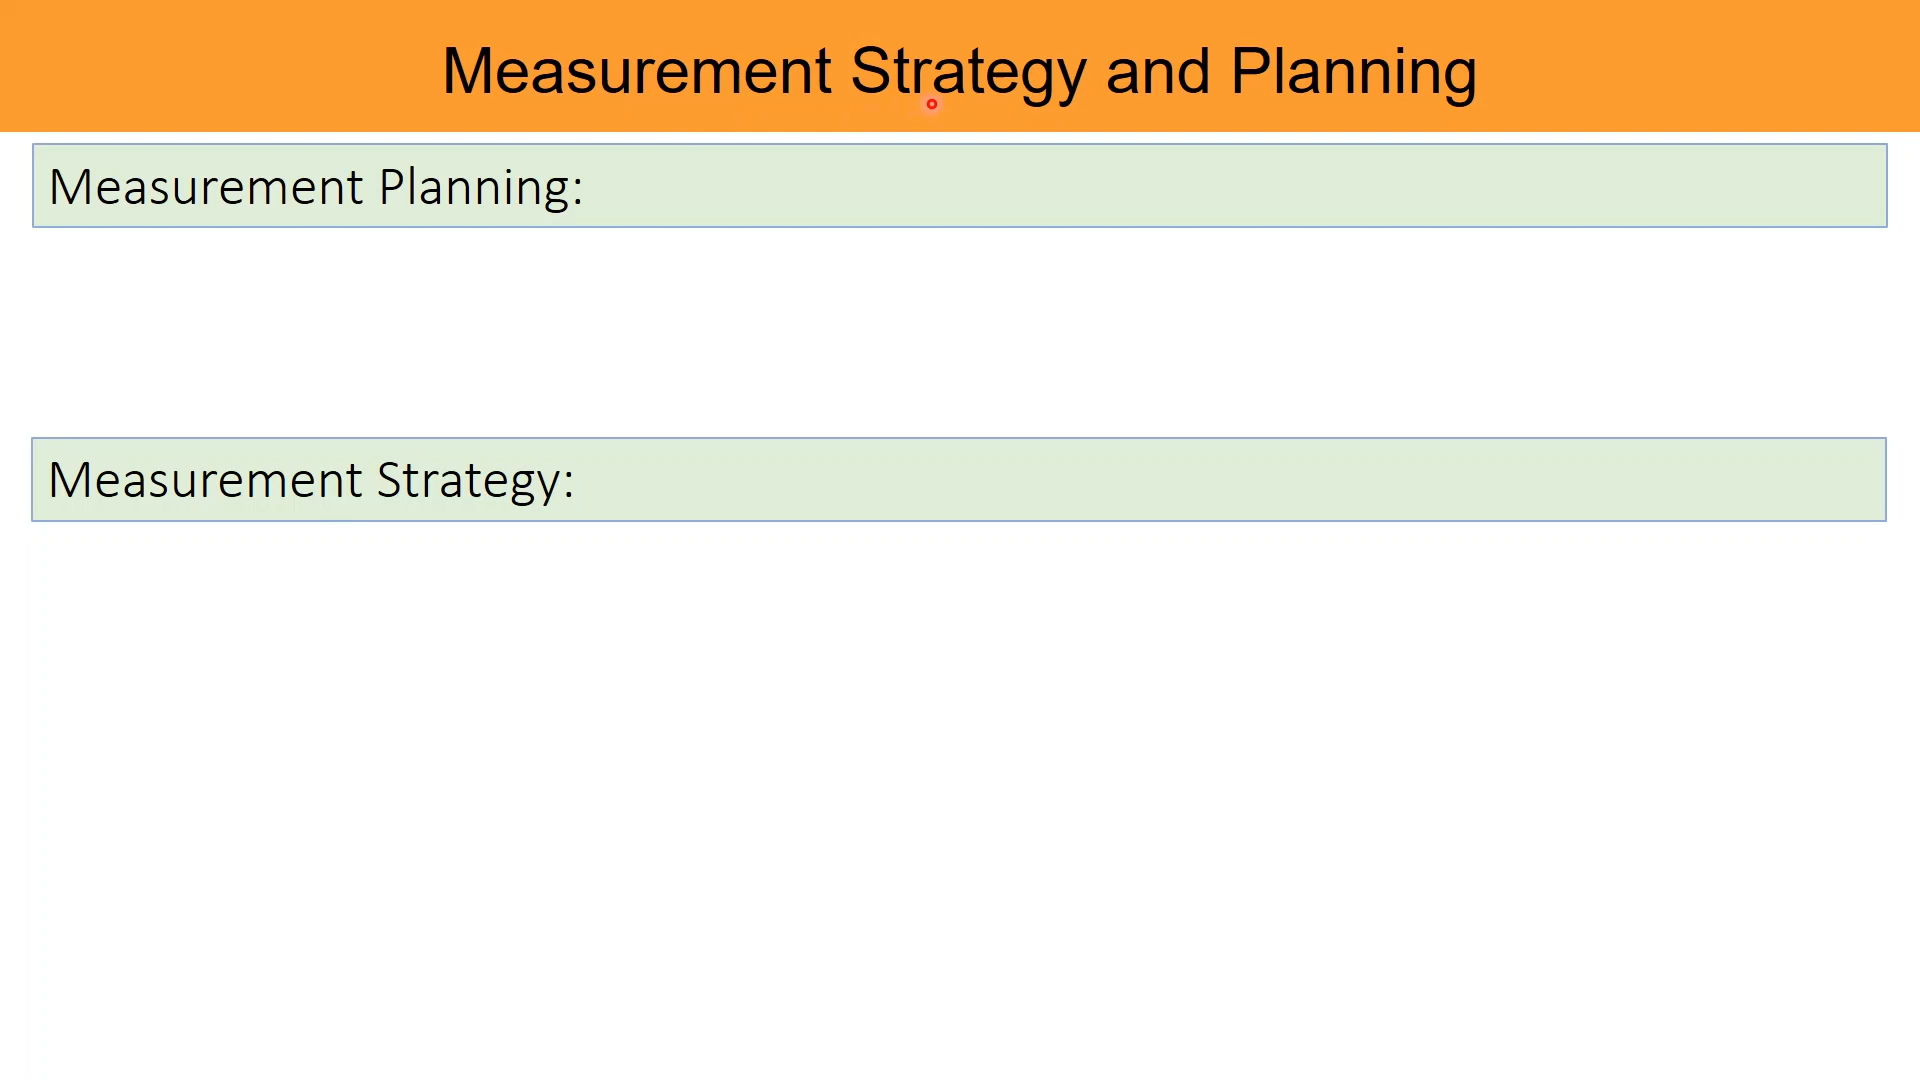 Measurement Strategy and Planning
Measurement Planning:
Measurement Strategy: